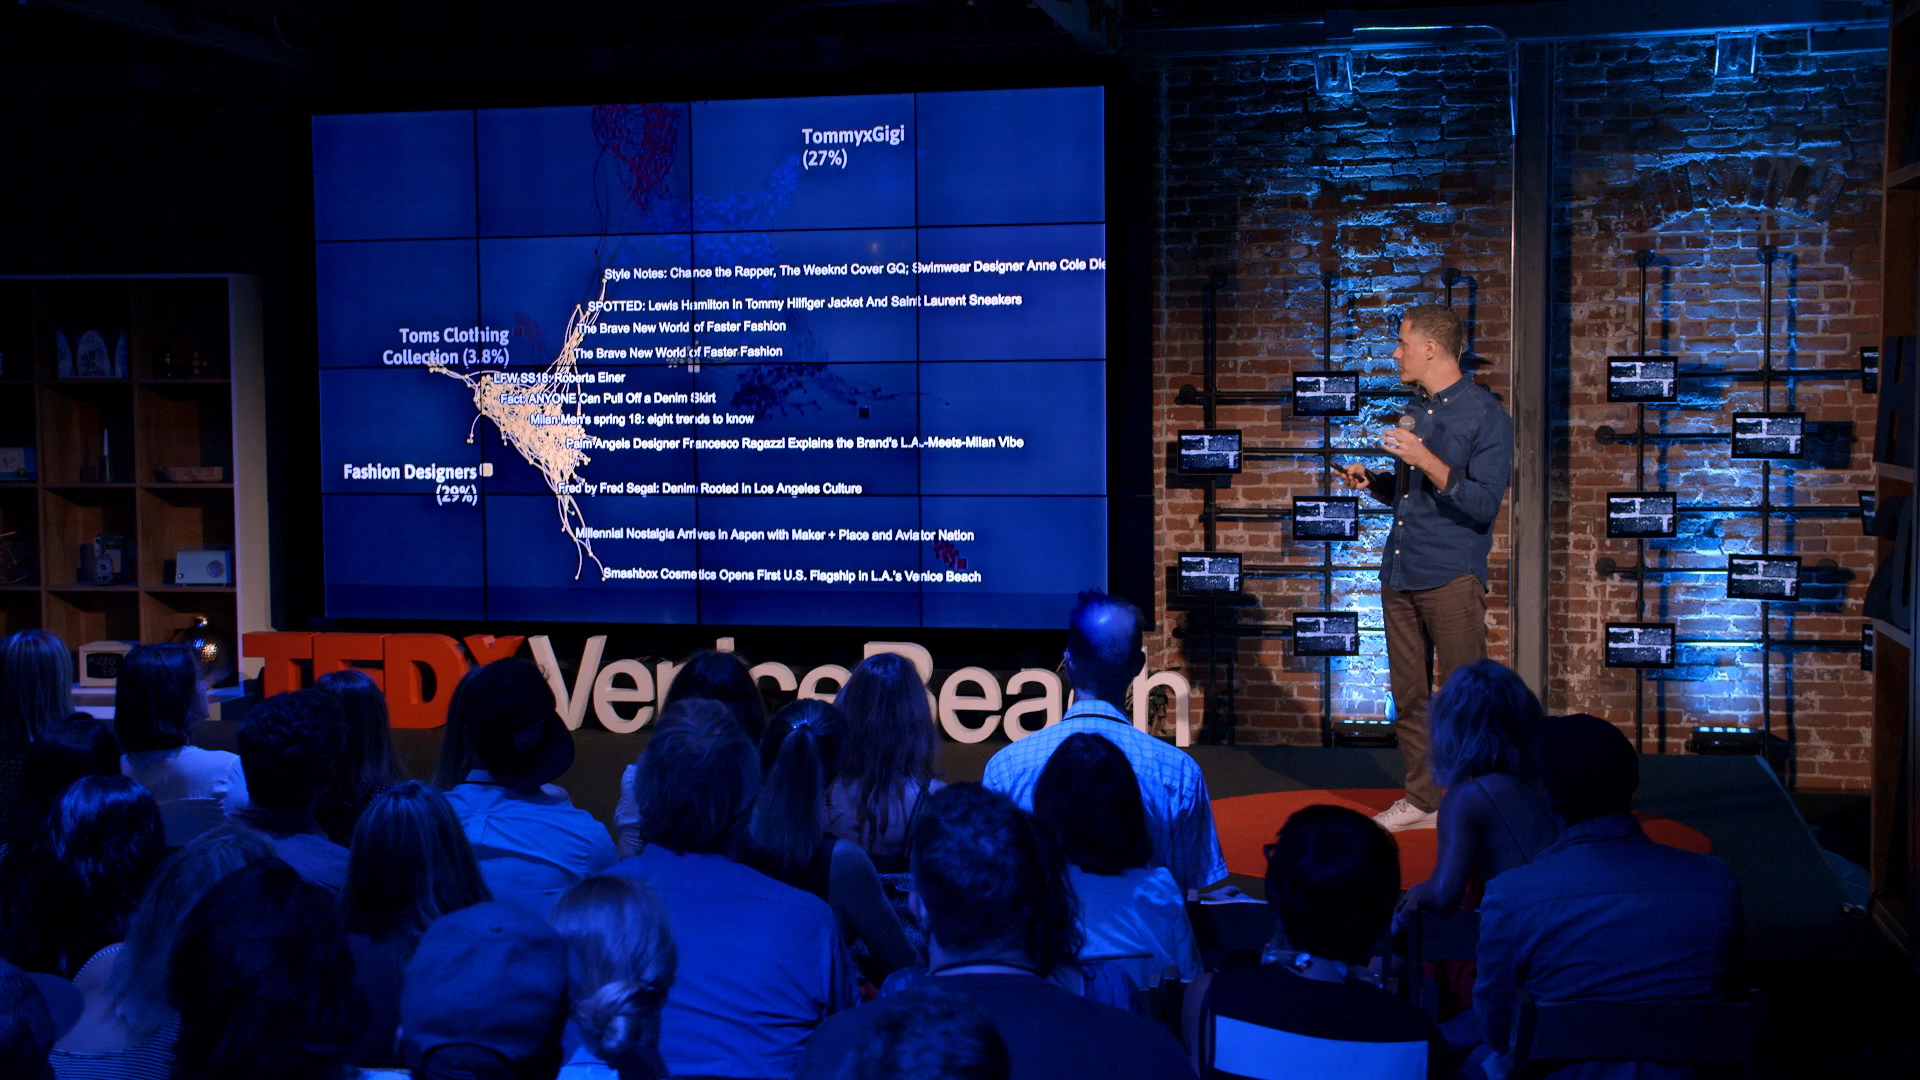 TommyxGigi
(27%)
Style Notes: Chance the Rapper, The Weeknd Cover GQ; Swimwear Designer Anne Cole Die
SPOTTED: Lewis Hamilton In Tommy Hilfiger Jacket And Saint Laurent Sneakers
The Brave New World of Faster Fashion
Toms Clothing
Collection (3.8%)
The Brave New World of Faster Fashion
LFW SS18: Roberta Einer
Fact: ANYONE Can Pull Off a Denim Skirt
Milan Men's spring 18: eight trends to know
Palm Angels Designer Francesco Ragazzi Explains the Brand's L.A.-Meets-Milan Vibe
Fashion Designers
(29%)
Fred by Fred Segal: Denim Rooted in Los Angeles Culture
Millennial Nostalgia Arrives in Aspen with Maker + Place and Aviator Nation
Smashbox Cosmetics Opens First U.S. Flagship in L.A.'s Venice Beach
TEDxVeniceBeach